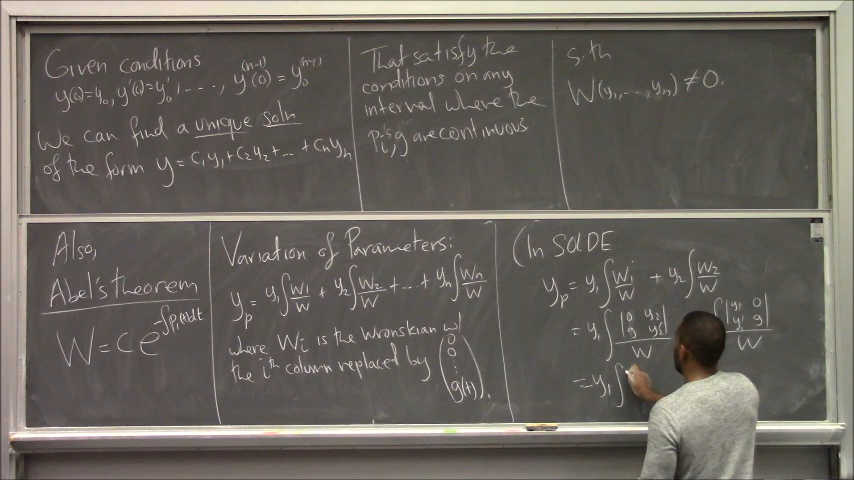 Given conditions
y(0)=y₀, y'(0)=y'₀, ..., y⁽ⁿ⁻¹⁾(0) = y₀⁽ⁿ⁻¹⁾
We can find a unique soln
of the form y = c₁y₁+c₂y₂+...+cₙyₙ
That satisfy the
conditions on any
interval where the
pᵢ's, g are continuous
s.th
W(y₁,...,yₙ) ≠ 0.
Also,
Abel's theorem
W = ce^{-∫p₁(t)dt}
Variation of Parameters:
y_p = y₁∫W₁/W + y₂∫W₂/W + ... + yₙ∫Wₙ/W
where Wᵢ is the Wronskian w/
the iᵗʰ column replaced by (0 0 ⋮ g(t)).
(In SOLDE
y_p = y₁∫W₁/W + y₂∫W₂/W
= y₁∫|0 y₂ g y₂'|/W ∫|y₁ 0 y₁' g|/W
= y₁∫